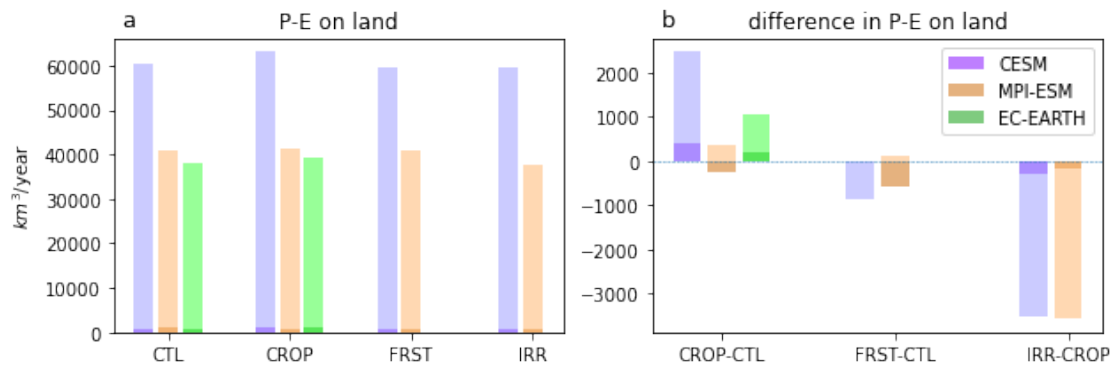 a P-E on land
km³/year
60000
50000
40000
30000
20000
10000
0
CTL CROP FRST IRR
b difference in P-E on land
2000
1000
0
−1000
−2000
−3000
CESM
MPI-ESM
EC-EARTH
CROP-CTL FRST-CTL IRR-CROP